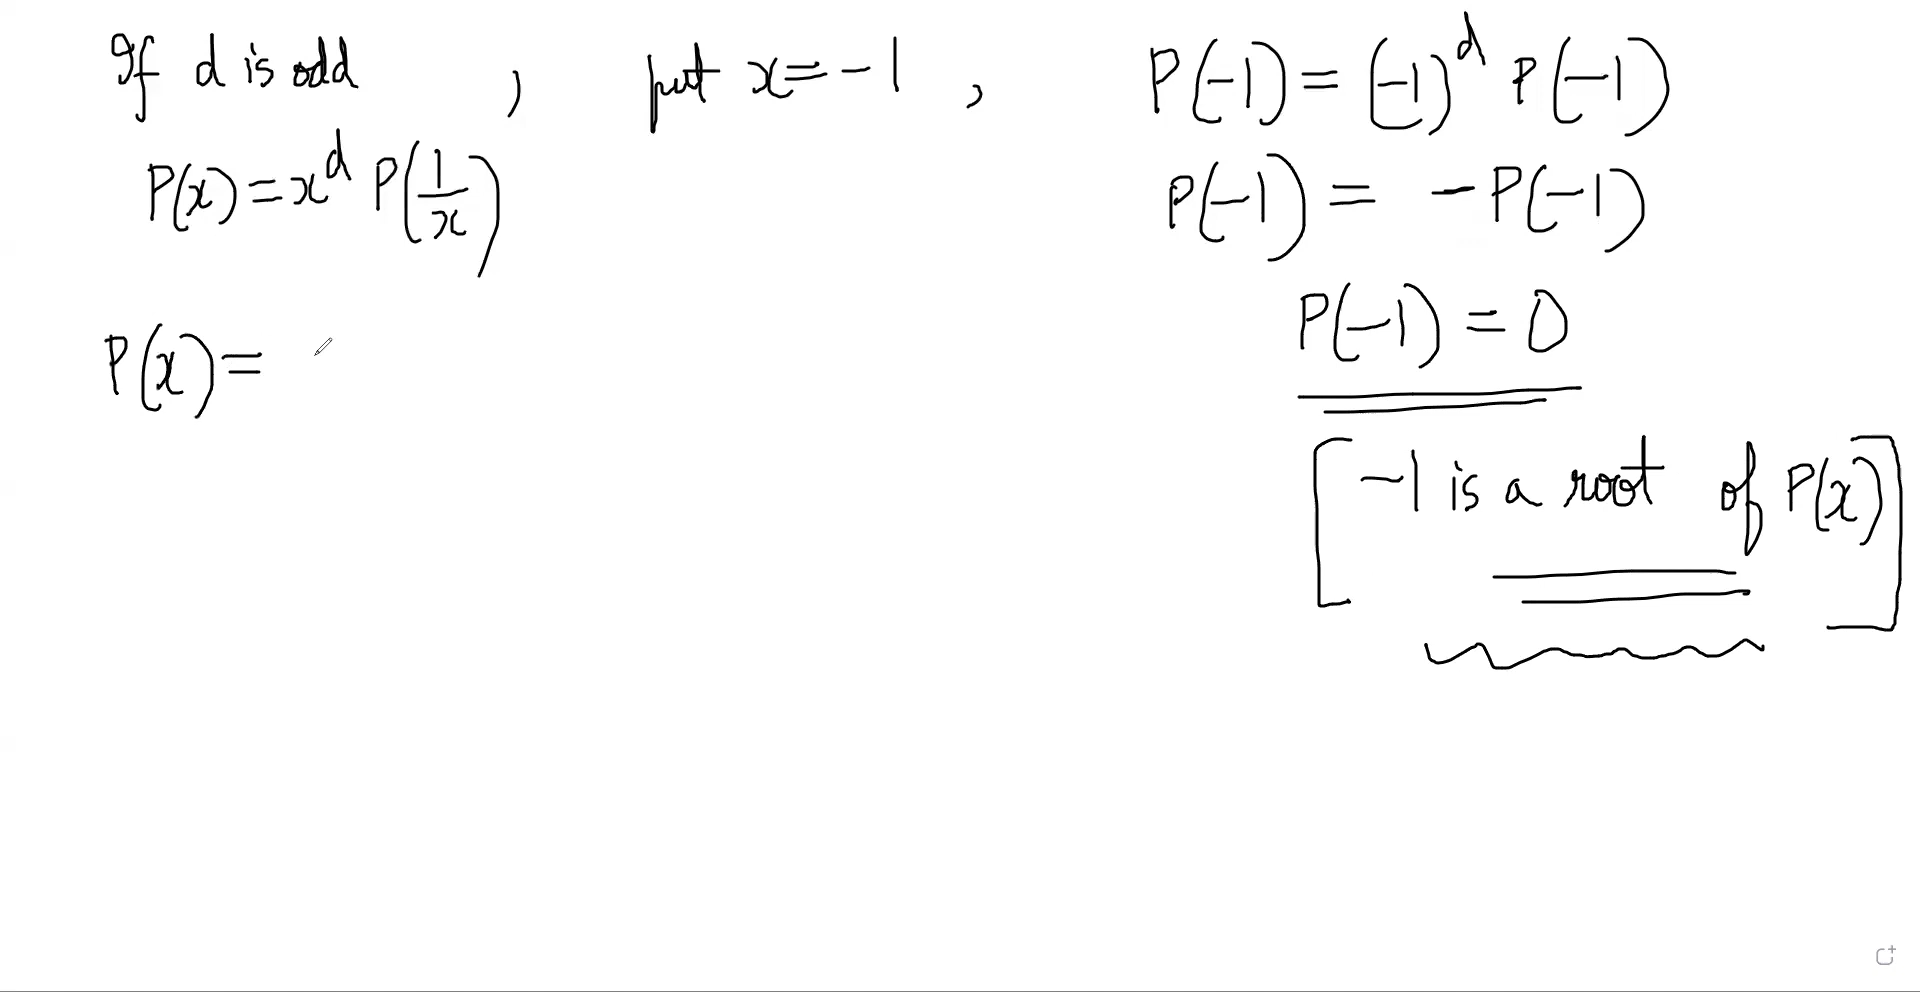 If d is odd , put x = -1 , P(-1) = (-1)^d P(-1)
P(x) = x^d P(1/x)
P(-1) = -P(-1)
P(-1) = 0
P(x) =
[-1 is a root of P(x)]